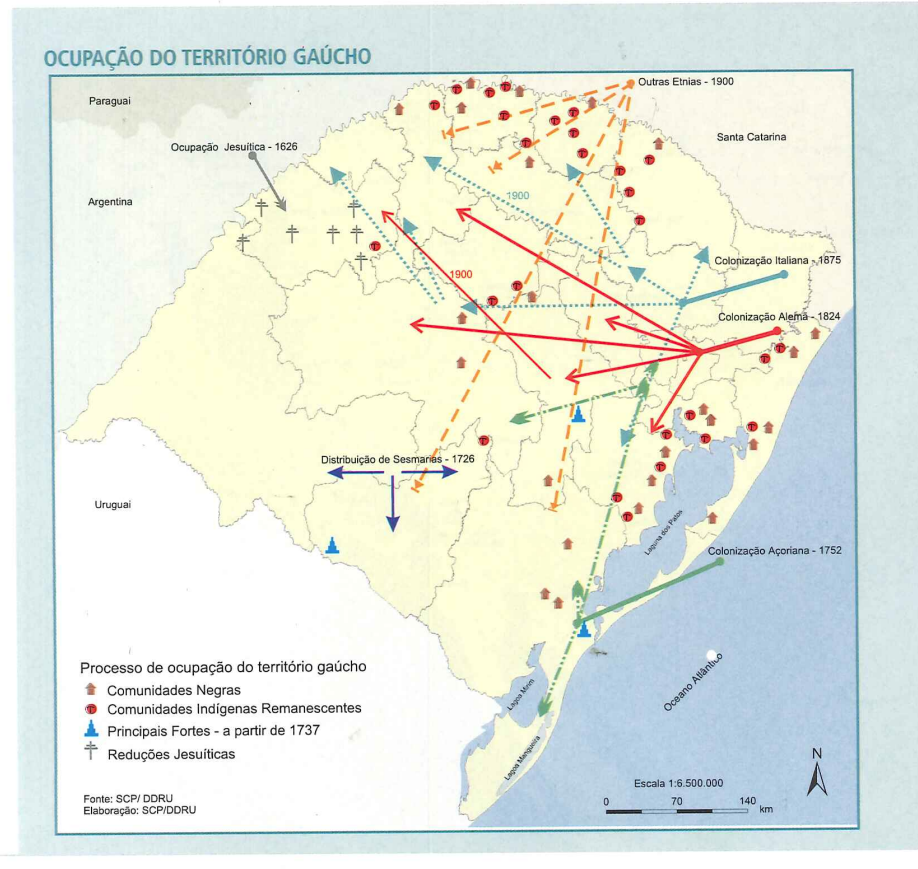 OCUPAÇÃO DO TERRITÓRIO GAÚCHO
Paraguai
Outras Etnias - 1900
Santa Catarina
Ocupação Jesuítica - 1626
Argentina
1900
Colonização Italiana - 1875
1900
Colonização Alemã - 1824
Distribuição de Sesmarias - 1726
Uruguai
Laguna dos Patos
Colonização Açoriana - 1752
Oceano Atlântico
Lagoa Mirim
Lagoa Mangueira
Processo de ocupação do território gaúcho
Comunidades Negras
Comunidades Indígenas Remanescentes
Principais Fortes - a partir de 1737
Reduções Jesuíticas
Fonte: SCP/ DDRU
Elaboração: SCP/DDRU
N
Escala 1:6.500.000
0 70 140
km